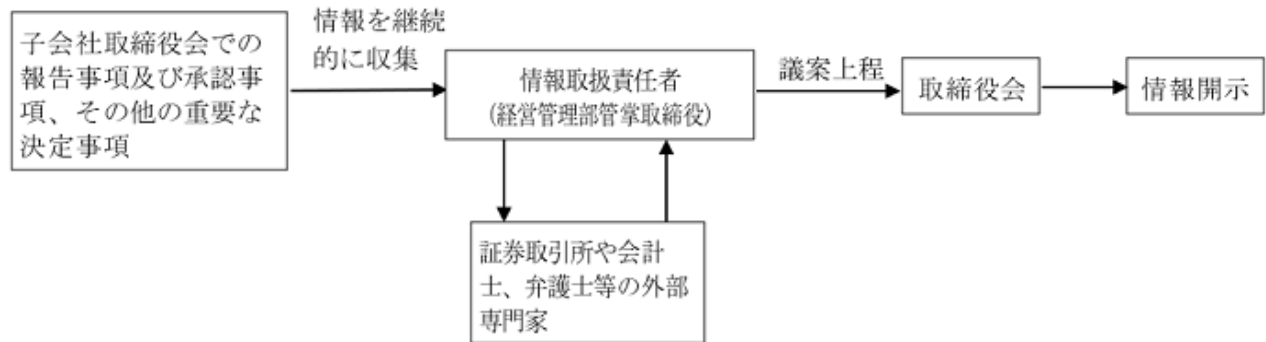 子会社取締役会での
報告事項及び承認事
項、その他の重要な
決定事項
情報を継続
的に収集
情報取扱責任者
(経営管理部管掌取締役)
議案上程
取締役会
情報開示
証券取引所や会計
士、弁護士等の外部
専門家